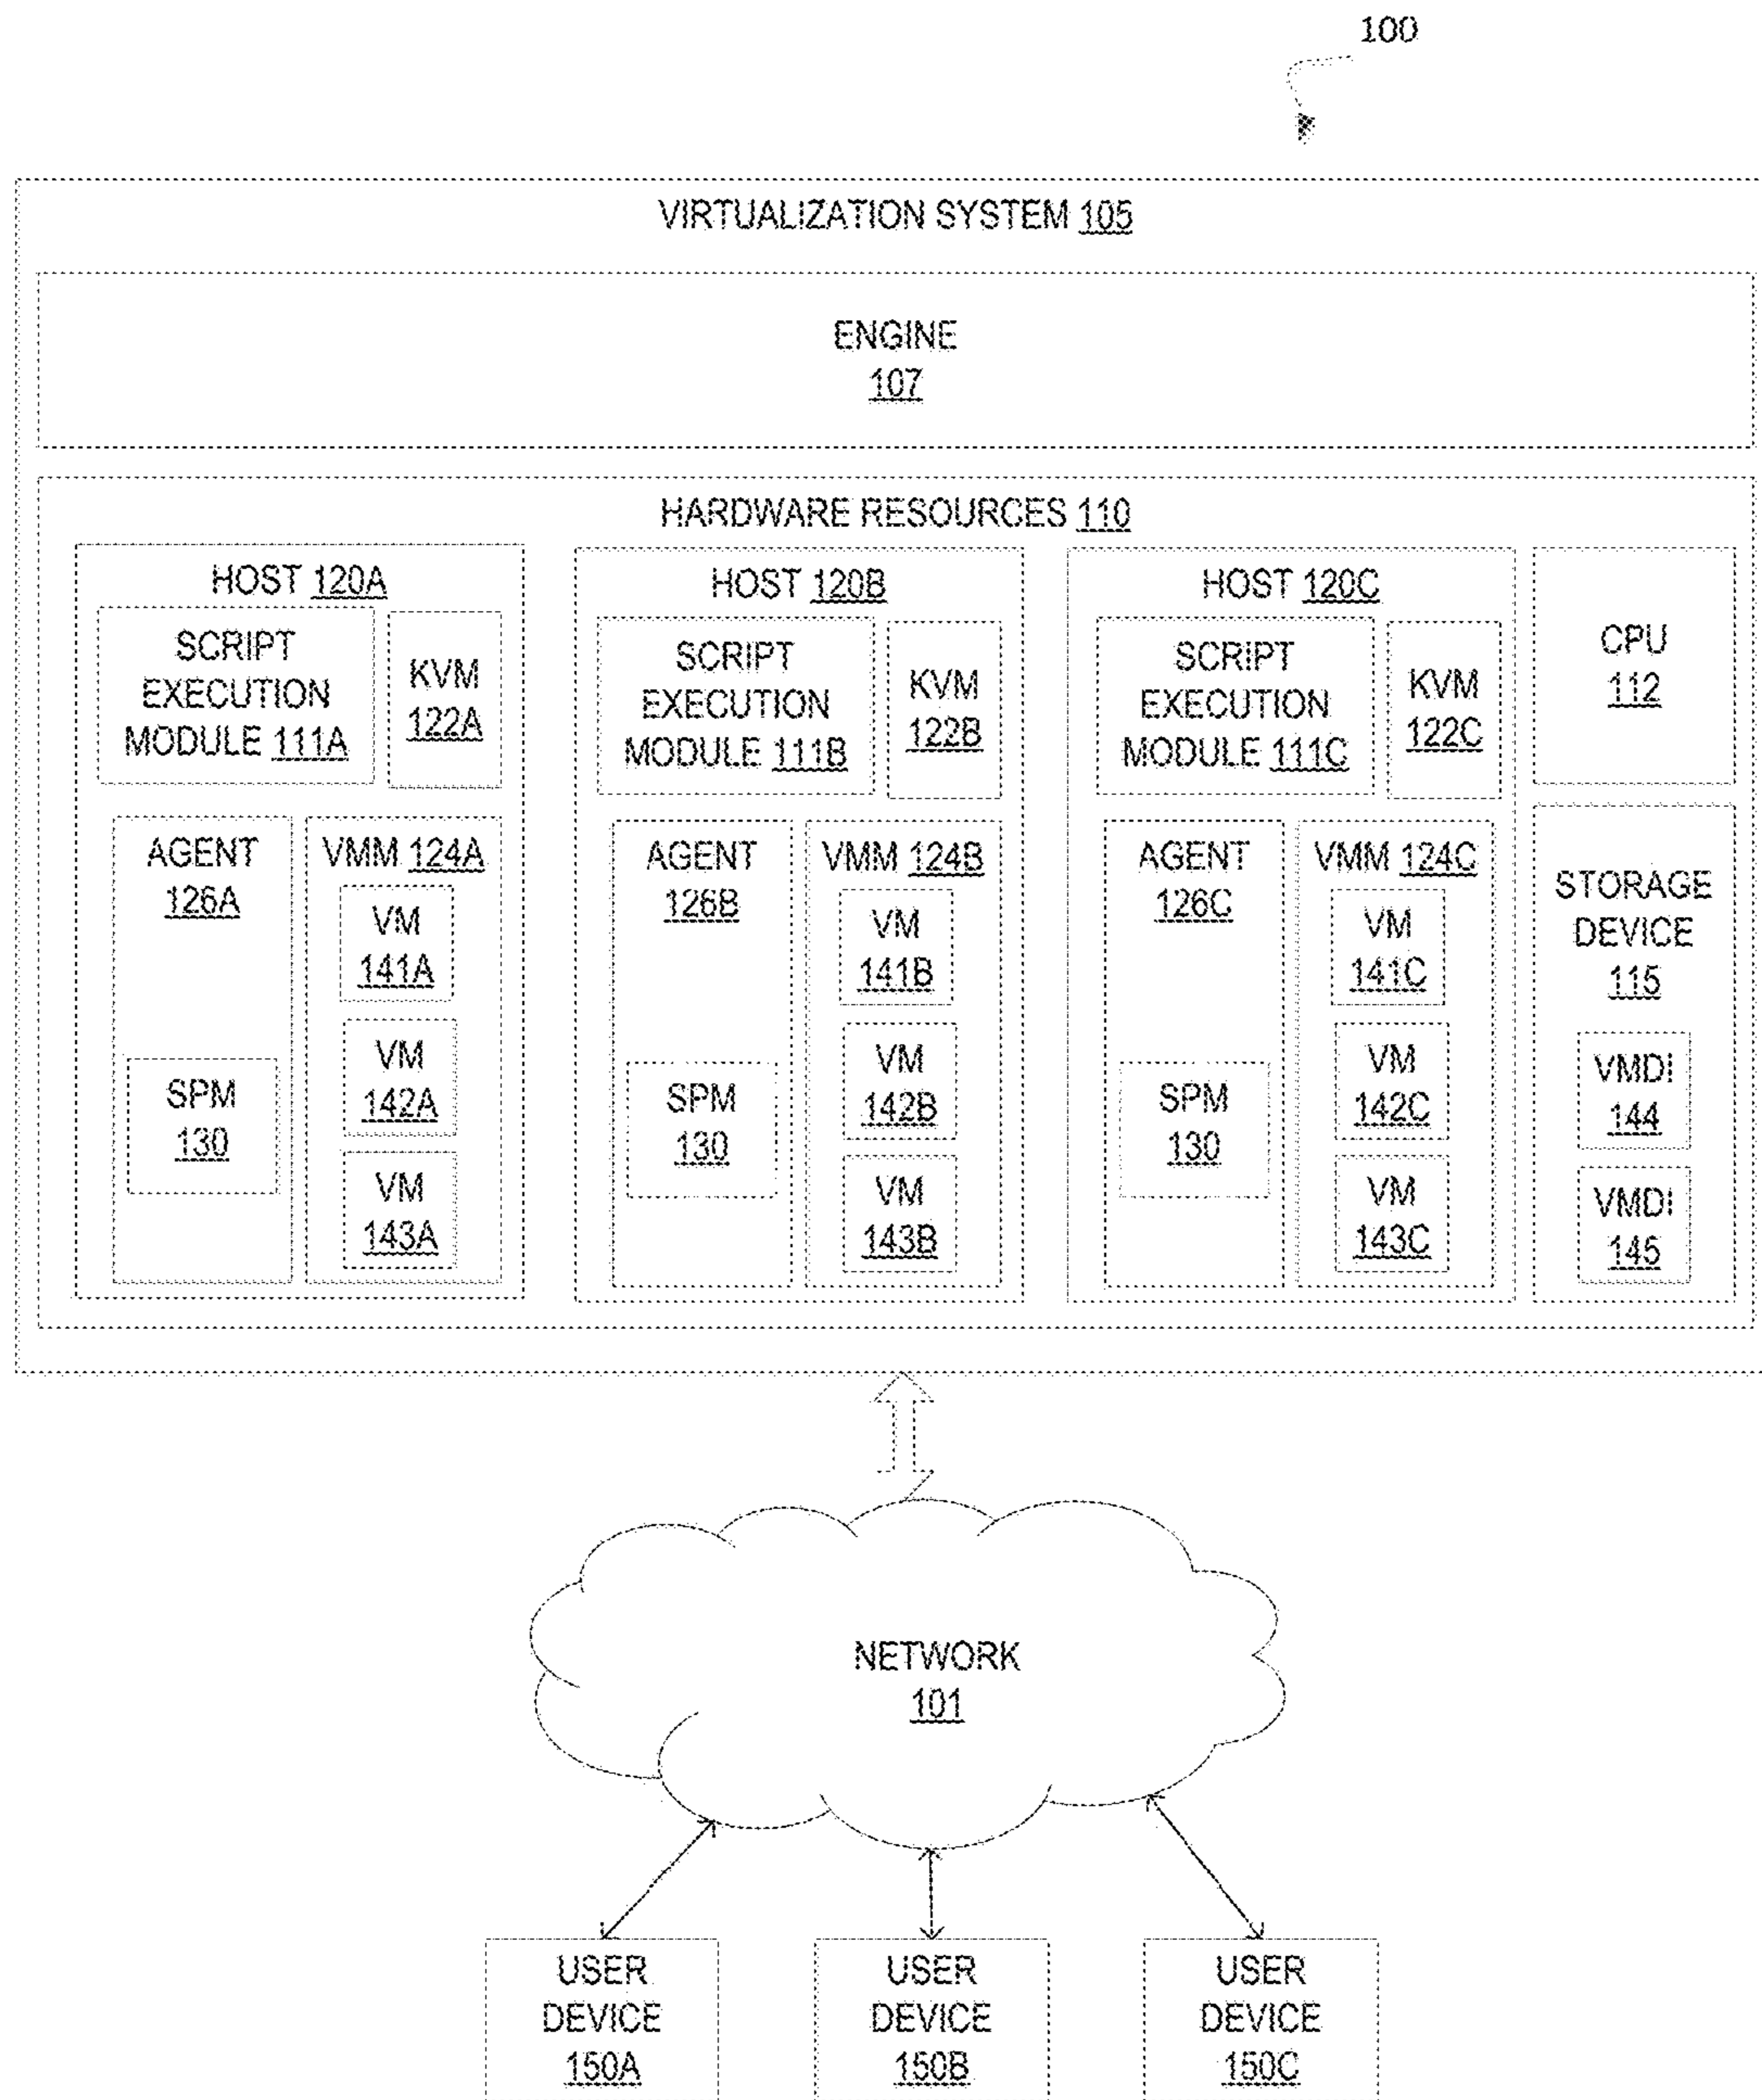 100
VIRTUALIZATION SYSTEM 105
ENGINE
107
HARDWARE RESOURCES 110
HOST 120A
SCRIPT
EXECUTION
MODULE 111A
KVM
122A
AGENT
126A
SPM
130
VMM 124A
VM
141A
VM
142A
VM
143A
HOST 120B
SCRIPT
EXECUTION
MODULE 111B
KVM
122B
AGENT
126B
SPM
130
VMM 124B
VM
141B
VM
142B
VM
143B
HOST 120C
SCRIPT
EXECUTION
MODULE 111C
KVM
122C
AGENT
126C
SPM
130
VMM 124C
VM
141C
VM
142C
VM
143C
CPU
112
STORAGE
DEVICE
115
VMDI
144
VMDI
145
NETWORK
101
USER
DEVICE
150A
USER
DEVICE
150B
USER
DEVICE
150C